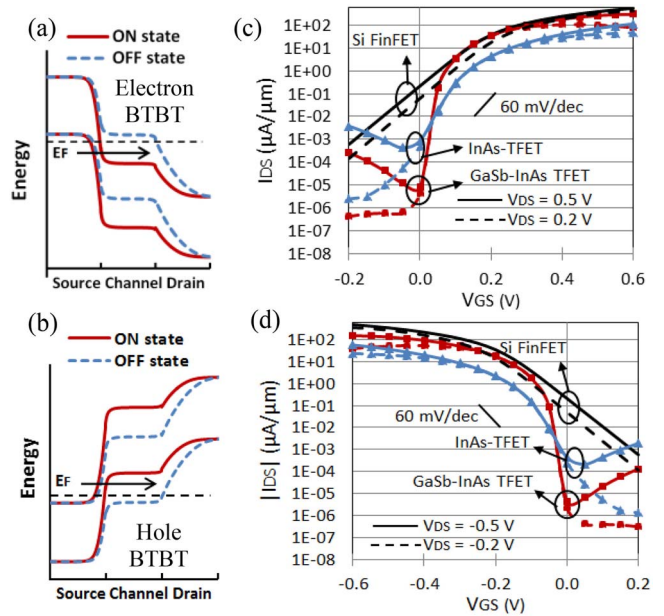 (a)
ON state
OFF state
Electron
BTBT
EF
Energy
Source Channel Drain
(c)
1E+02
1E+01
1E+00
1E-01
1E-02
1E-03
1E-04
1E-05
1E-06
1E-07
1E-08
IDS (μA/μm)
Si FinFET
60 mV/dec
InAs-TFET
GaSb-InAs TFET
VDS = 0.5 V
VDS = 0.2 V
-0.2 0.0 0.2 0.4 0.6
VGS (V)
(b)
ON state
OFF state
EF
Energy
Hole
BTBT
Source Channel Drain
(d)
1E+02
1E+01
1E+00
1E-01
1E-02
1E-03
1E-04
1E-05
1E-06
1E-07
1E-08
|IDS| (μA/μm)
Si FinFET
60 mV/dec
InAs-TFET
GaSb-InAs TFET
VDS = -0.5 V
VDS = -0.2 V
-0.6 -0.4 -0.2 0.0 0.2
VGS (V)